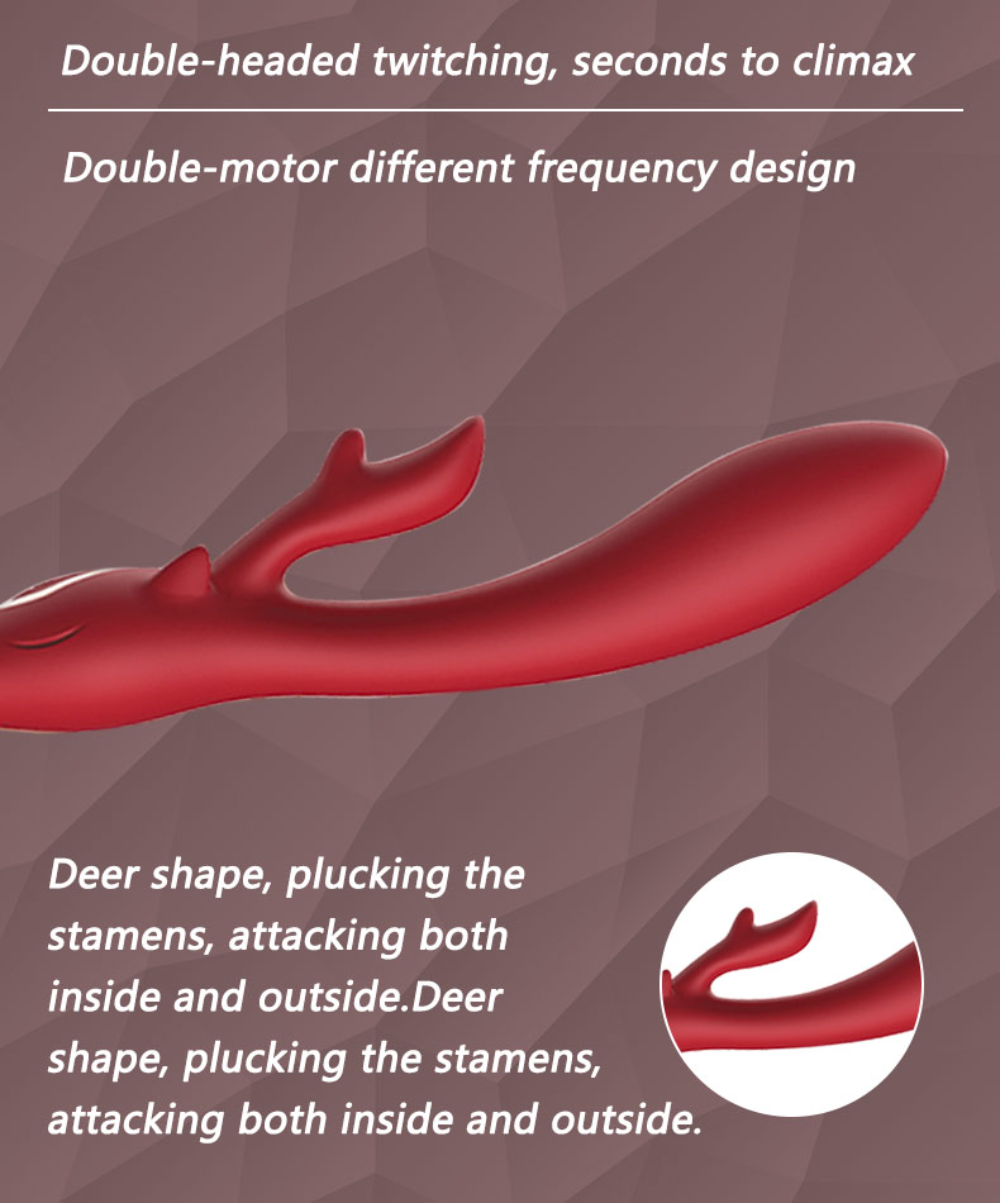 Double-headed twitching, seconds to climax
Double-motor different frequency design
Deer shape, plucking the
stamens, attacking both
inside and outside.Deer
shape, plucking the stamens,
attacking both inside and outside.